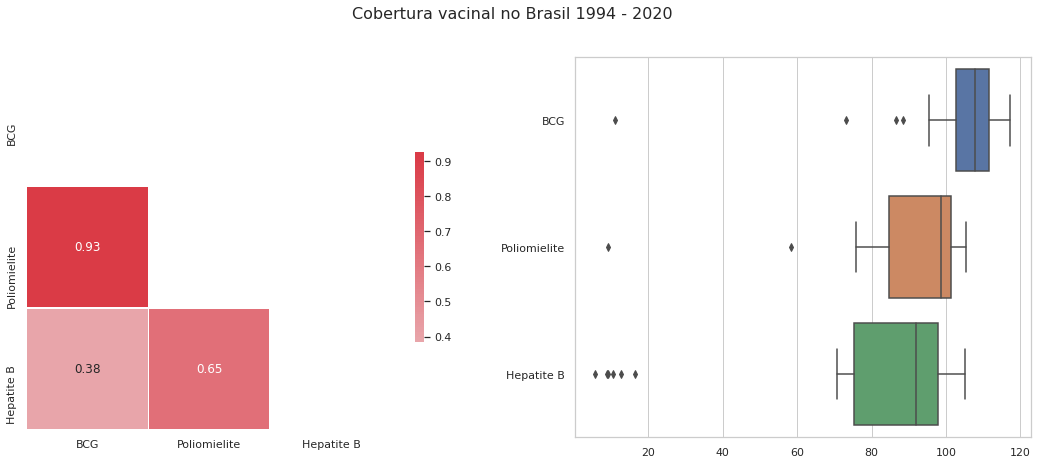 Cobertura vacinal no Brasil 1994 - 2020
BCG
Poliomielite
Hepatite B
0.93
0.38
0.65
BCG
Poliomielite
Hepatite B
0.9
0.8
0.7
0.6
0.5
0.4
BCG
Poliomielite
Hepatite B
20
40
60
80
100
120